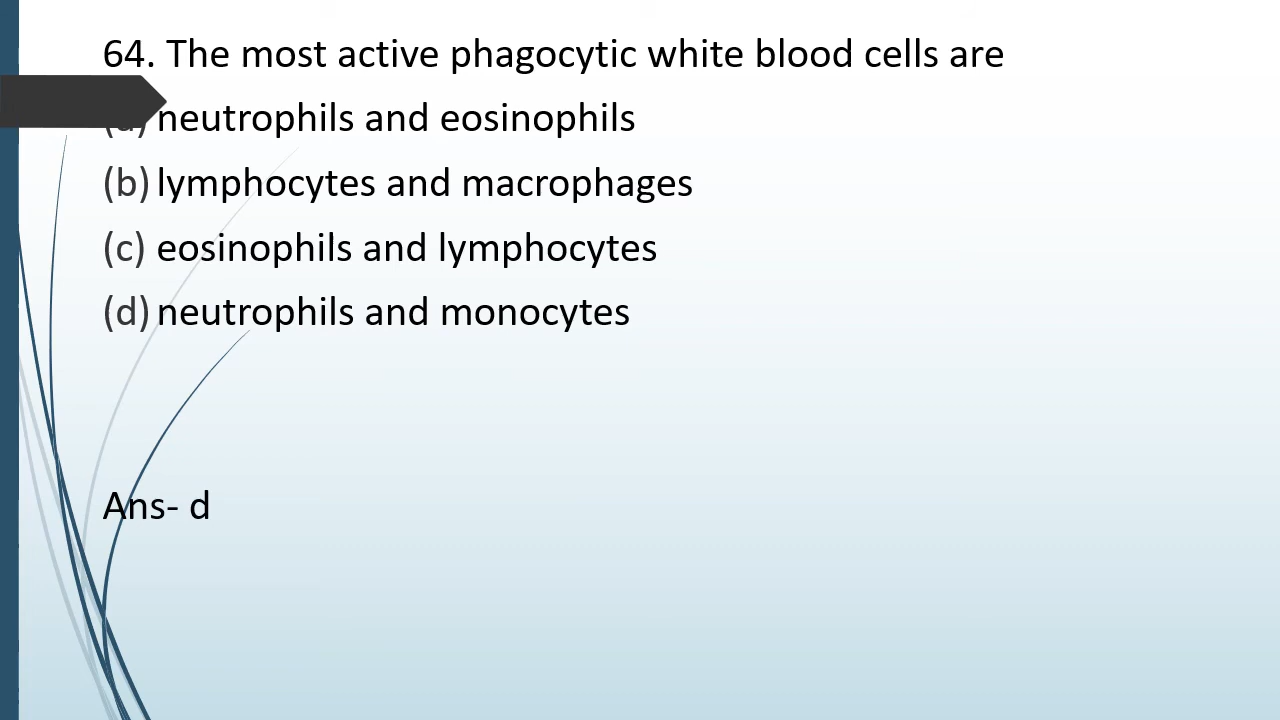 64. The most active phagocytic white blood cells are
(a) neutrophils and eosinophils
(b) lymphocytes and macrophages
(c) eosinophils and lymphocytes
(d) neutrophils and monocytes
Ans- d